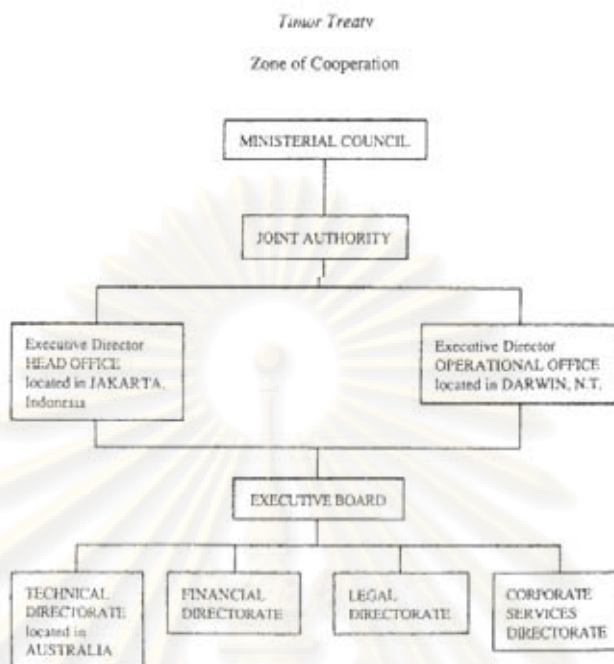 Timor Treaty
Zone of Cooperation
MINISTERIAL COUNCIL
JOINT AUTHORITY
Executive Director
HEAD OFFICE
located in JAKARTA,
Indonesia
Executive Director
OPERATIONAL OFFICE
located in DARWIN, N.T.
EXECUTIVE BOARD
TECHNICAL
DIRECTORATE
located in
AUSTRALIA
FINANCIAL
DIRECTORATE
LEGAL
DIRECTORATE
CORPORATE
SERVICES
DIRECTORATE